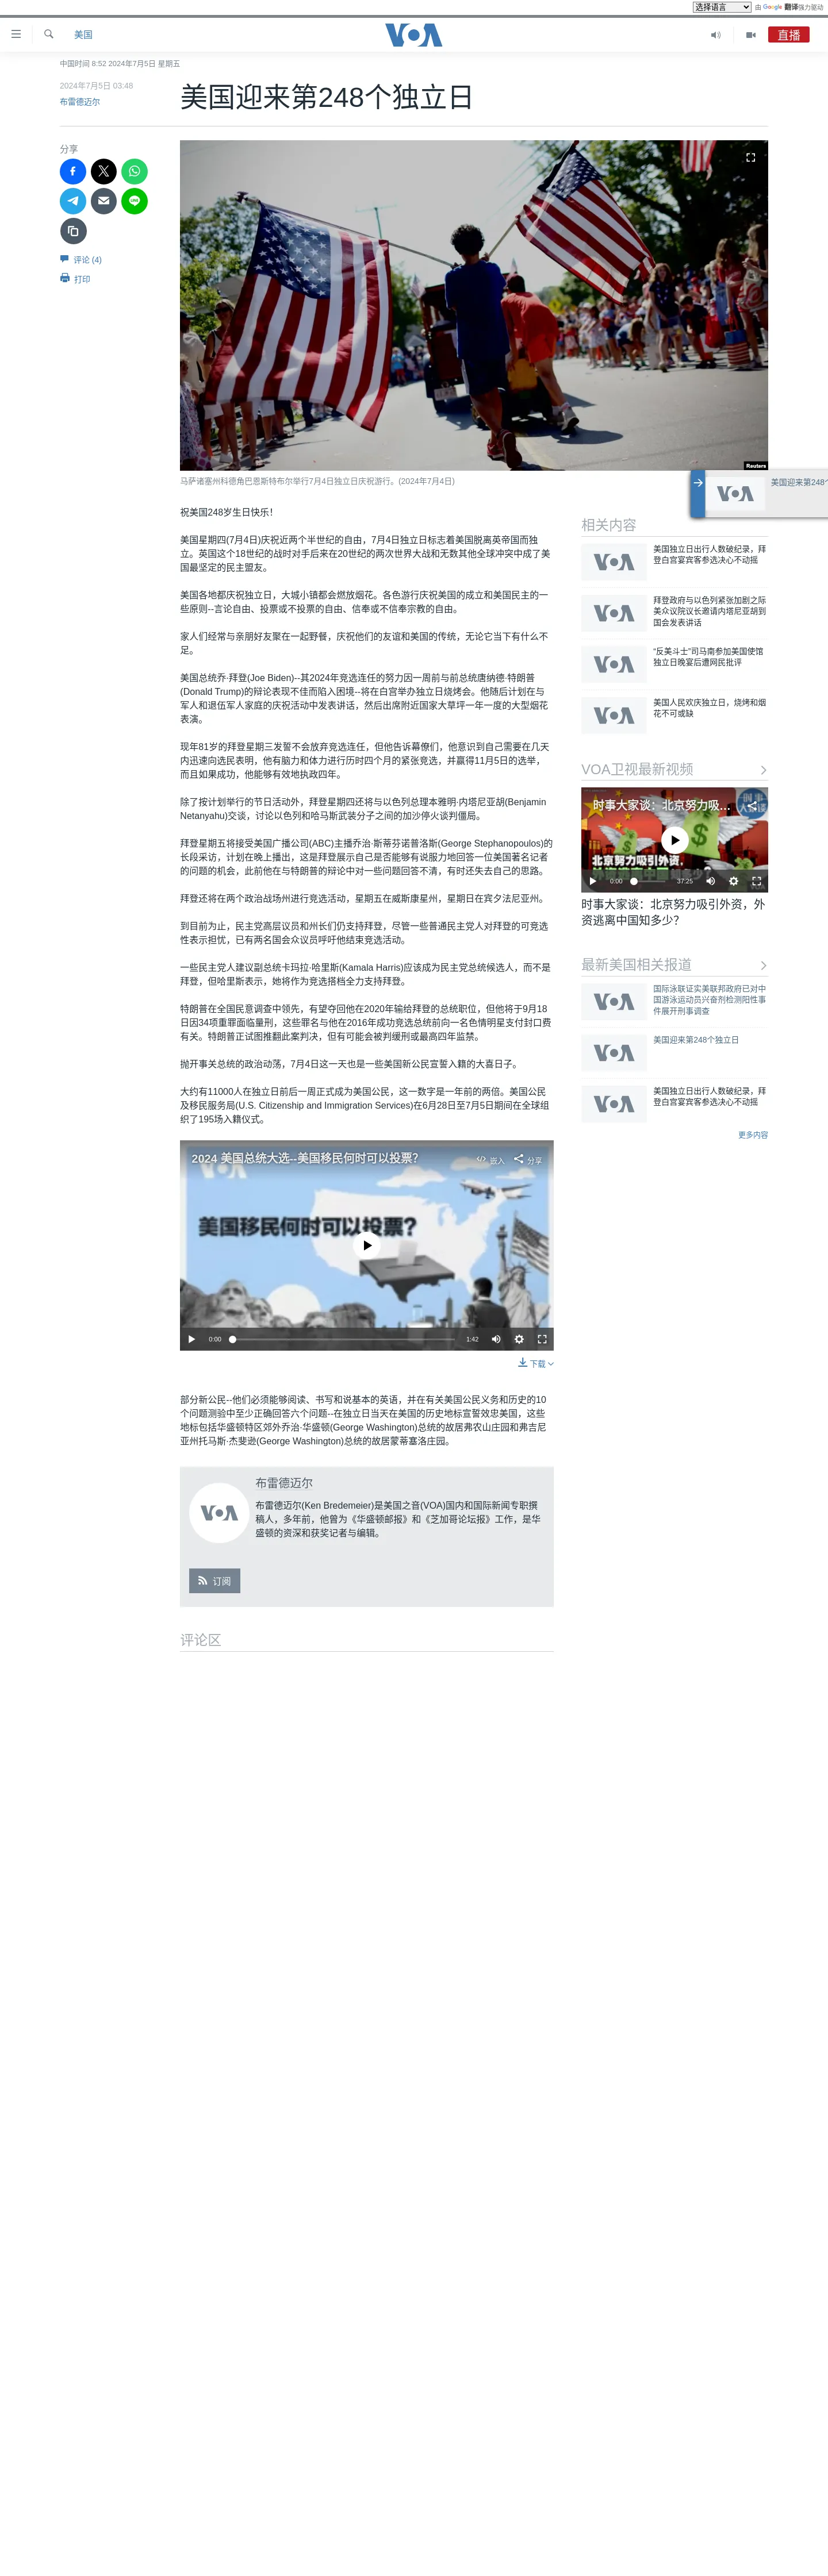 选择语言
由 Google 翻译强力驱动
美国
VOA
直播
中国时间 8:52 2024年7月5日 星期五
2024年7月5日 03:48
布雷德迈尔
美国迎来第248个独立日
分享
评论 (4)
打印
Reuters
马萨诸塞州科德角巴恩斯特布尔举行7月4日独立日庆祝游行。(2024年7月4日)
VOA
美国迎来第248个
祝美国248岁生日快乐！
美国星期四(7月4日)庆祝近两个半世纪的自由，7月4日独立日标志着美国脱离英帝国而独
立。英国这个18世纪的战时对手后来在20世纪的两次世界大战和无数其他全球冲突中成了美
国最坚定的民主盟友。
美国各地都庆祝独立日，大城小镇都会燃放烟花。各色游行庆祝美国的成立和美国民主的一
些原则--言论自由、投票或不投票的自由、信奉或不信奉宗教的自由。
家人们经常与亲朋好友聚在一起野餐，庆祝他们的友谊和美国的传统，无论它当下有什么不
足。
美国总统乔·拜登(Joe Biden)--其2024年竞选连任的努力因一周前与前总统唐纳德·特朗普
(Donald Trump)的辩论表现不佳而陷入困境--将在白宫举办独立日烧烤会。他随后计划在与
军人和退伍军人家庭的庆祝活动中发表讲话，然后出席附近国家大草坪一年一度的大型烟花
表演。
现年81岁的拜登星期三发誓不会放弃竞选连任，但他告诉幕僚们，他意识到自己需要在几天
内迅速向选民表明，他有脑力和体力进行历时四个月的紧张竞选，并赢得11月5日的选举，
而且如果成功，他能够有效地执政四年。
除了按计划举行的节日活动外，拜登星期四还将与以色列总理本雅明·内塔尼亚胡(Benjamin
Netanyahu)交谈，讨论以色列和哈马斯武装分子之间的加沙停火谈判僵局。
拜登星期五将接受美国广播公司(ABC)主播乔治·斯蒂芬诺普洛斯(George Stephanopoulos)的
长段采访，计划在晚上播出，这是拜登展示自己是否能够有说服力地回答一位美国著名记者
的问题的机会，此前他在与特朗普的辩论中对一些问题回答不清，有时还失去自己的思路。
拜登还将在两个政治战场州进行竞选活动，星期五在威斯康星州，星期日在宾夕法尼亚州。
到目前为止，民主党高层议员和州长们仍支持拜登，尽管一些普通民主党人对拜登的可竞选
性表示担忧，已有两名国会众议员呼吁他结束竞选活动。
一些民主党人建议副总统卡玛拉·哈里斯(Kamala Harris)应该成为民主党总统候选人，而不是
拜登，但哈里斯表示，她将作为竞选搭档全力支持拜登。
特朗普在全国民意调查中领先，有望夺回他在2020年输给拜登的总统职位，但他将于9月18
日因34项重罪面临量刑，这些罪名与他在2016年成功竞选总统前向一名色情明星支付封口费
有关。特朗普正试图推翻此案判决，但有可能会被判缓刑或最高四年监禁。
抛开事关总统的政治动荡，7月4日这一天也是一些美国新公民宣誓入籍的大喜日子。
大约有11000人在独立日前后一周正式成为美国公民，这一数字是一年前的两倍。美国公民
及移民服务局(U.S. Citizenship and Immigration Services)在6月28日至7月5日期间在全球组
织了195场入籍仪式。
2024 美国总统大选--美国移民何时可以投票？
嵌入
分享
VOA
美国移民何时可以投票?
0:00
1:42
下载
部分新公民--他们必须能够阅读、书写和说基本的英语，并在有关美国公民义务和历史的10
个问题测验中至少正确回答六个问题--在独立日当天在美国的历史地标宣誓效忠美国，这些
地标包括华盛顿特区郊外乔治·华盛顿(George Washington)总统的故居弗农山庄园和弗吉尼
亚州托马斯·杰斐逊(George Washington)总统的故居蒙蒂塞洛庄园。
VOA
布雷德迈尔
布雷德迈尔(Ken Bredemeier)是美国之音(VOA)国内和国际新闻专职撰
稿人，多年前，他曾为《华盛顿邮报》和《芝加哥论坛报》工作，是华
盛顿的资深和获奖记者与编辑。
订阅
评论区
相关内容
VOA
美国独立日出行人数破纪录，拜
登白宫宴宾客参选决心不动摇
VOA
拜登政府与以色列紧张加剧之际
美众议院议长邀请内塔尼亚胡到
国会发表讲话
VOA
“反美斗士”司马南参加美国使馆
独立日晚宴后遭网民批评
VOA
美国人民欢庆独立日，烧烤和烟
花不可或缺
VOA卫视最新视频
时事大家谈：北京努力吸...
北京努力吸引外资，
0:00
37:25
时事大家谈：北京努力吸引外资，外
资逃离中国知多少？
最新美国相关报道
VOA
国际泳联证实美联邦政府已对中
国游泳运动员兴奋剂检测阳性事
件展开刑事调查
VOA
美国迎来第248个独立日
VOA
美国独立日出行人数破纪录，拜
登白宫宴宾客参选决心不动摇
更多内容